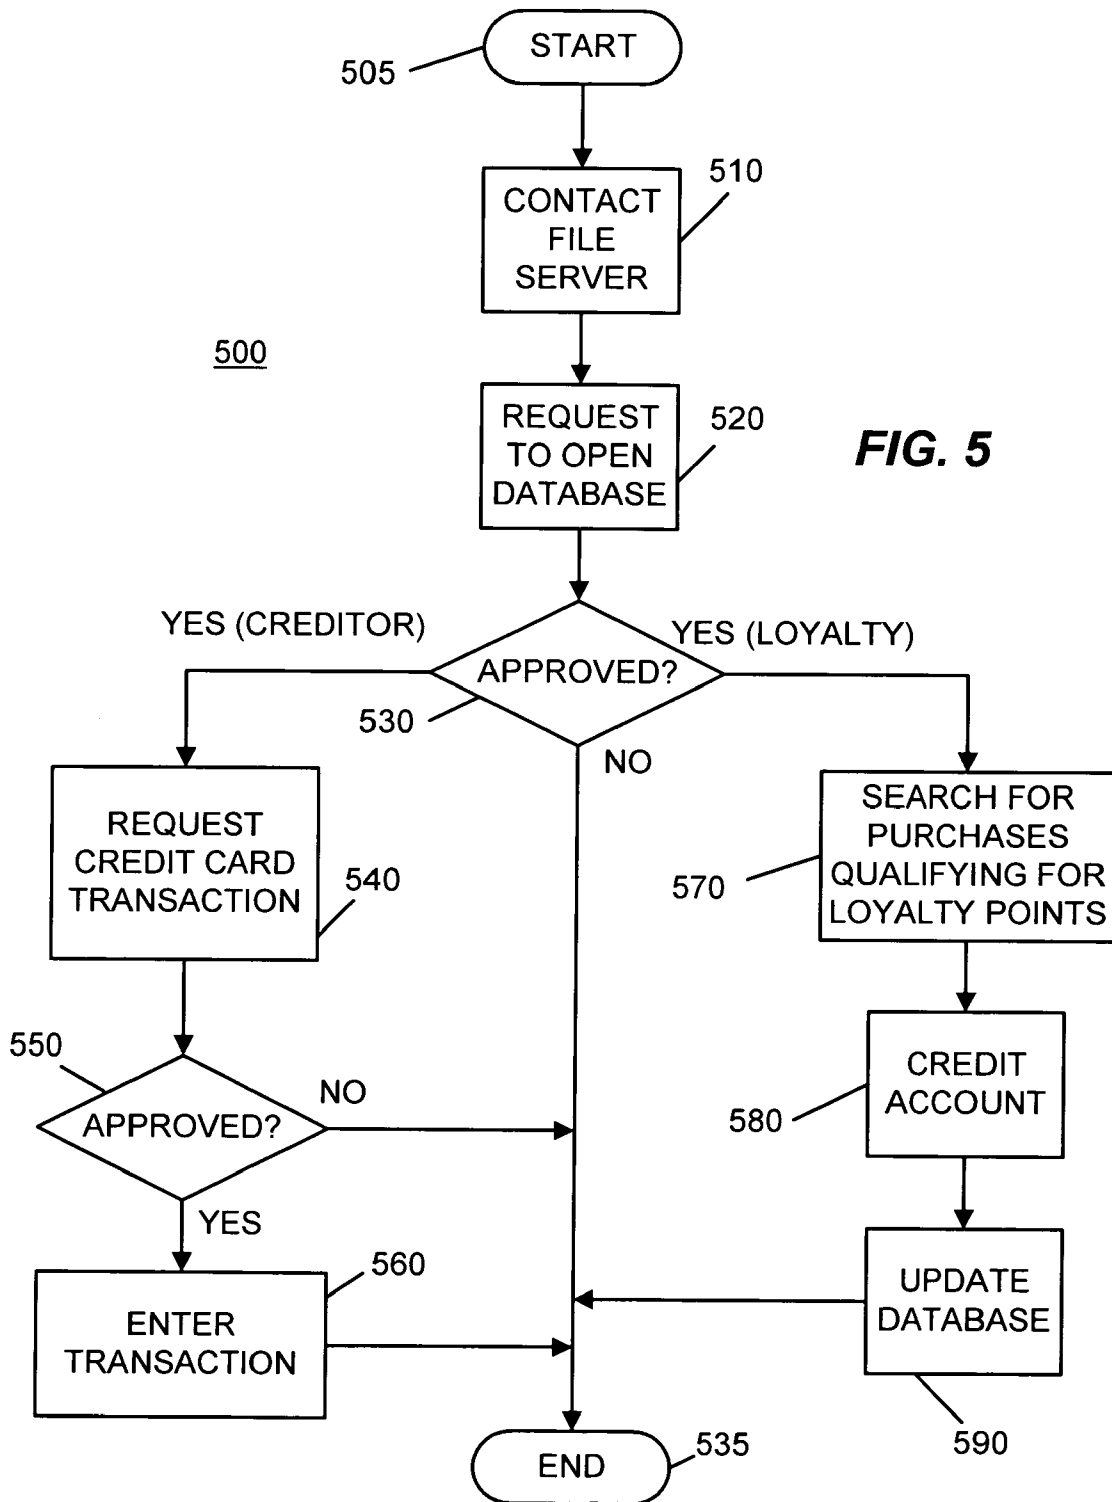 START
505
510
CONTACT
FILE
SERVER
500
REQUEST
TO OPEN
DATABASE
520
FIG. 5
YES (CREDITOR)
YES (LOYALTY)
APPROVED?
530
NO
REQUEST
CREDIT CARD
TRANSACTION
540
SEARCH FOR
PURCHASES
QUALIFYING FOR
LOYALTY POINTS
570
550
APPROVED?
NO
YES
CREDIT
ACCOUNT
580
560
ENTER
TRANSACTION
UPDATE
DATABASE
590
END
535